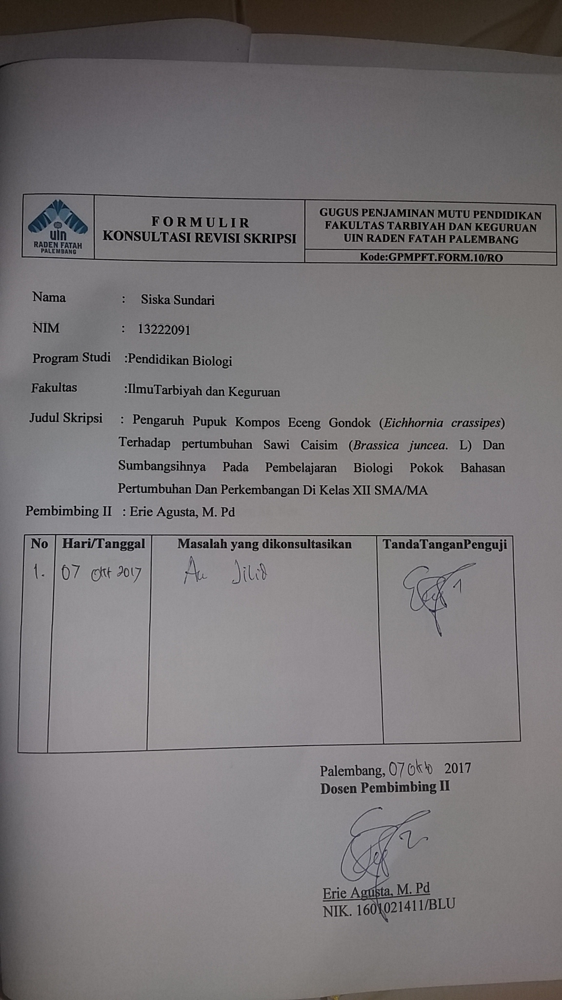 uin
RADEN FATAH
PALEMBANG
FORMULIR
KONSULTASI REVISI SKRIPSI
GUGUS PENJAMINAN MUTU PENDIDIKAN
FAKULTAS TARBIYAH DAN KEGURUAN
UIN RADEN FATAH PALEMBANG
Kode:GPMPFT.FORM.10/RO
Nama : Siska Sundari
NIM : 13222091
Program Studi :Pendidikan Biologi
Fakultas :IlmuTarbiyah dan Keguruan
Judul Skripsi : Pengaruh Pupuk Kompos Eceng Gondok (Eichhornia crassipes)
Terhadap pertumbuhan Sawi Caisim (Brassica juncea. L) Dan
Sumbangsihnya Pada Pembelajaran Biologi Pokok Bahasan
Pertumbuhan Dan Perkembangan Di Kelas XII SMA/MA
Pembimbing II : Erie Agusta, M. Pd
No Hari/Tanggal Masalah yang dikonsultasikan TandaTanganPenguji
1. 07 Okt 2017 Jilid
Palembang, 07 Okto 2017
Dosen Pembimbing II
Erie Agusta, M. Pd
NIK. 1601021411/BLU